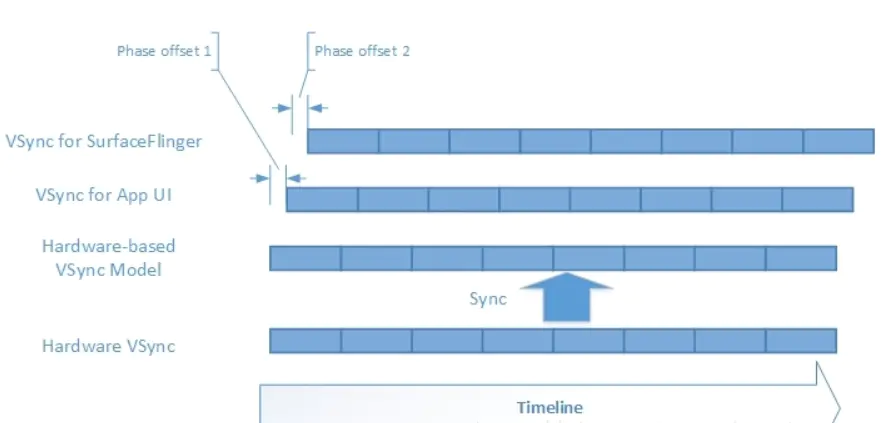 Phase offset 1
Phase offset 2
VSync for SurfaceFlinger
VSync for App UI
Hardware-based
VSync Model
Sync
Hardware VSync
Timeline